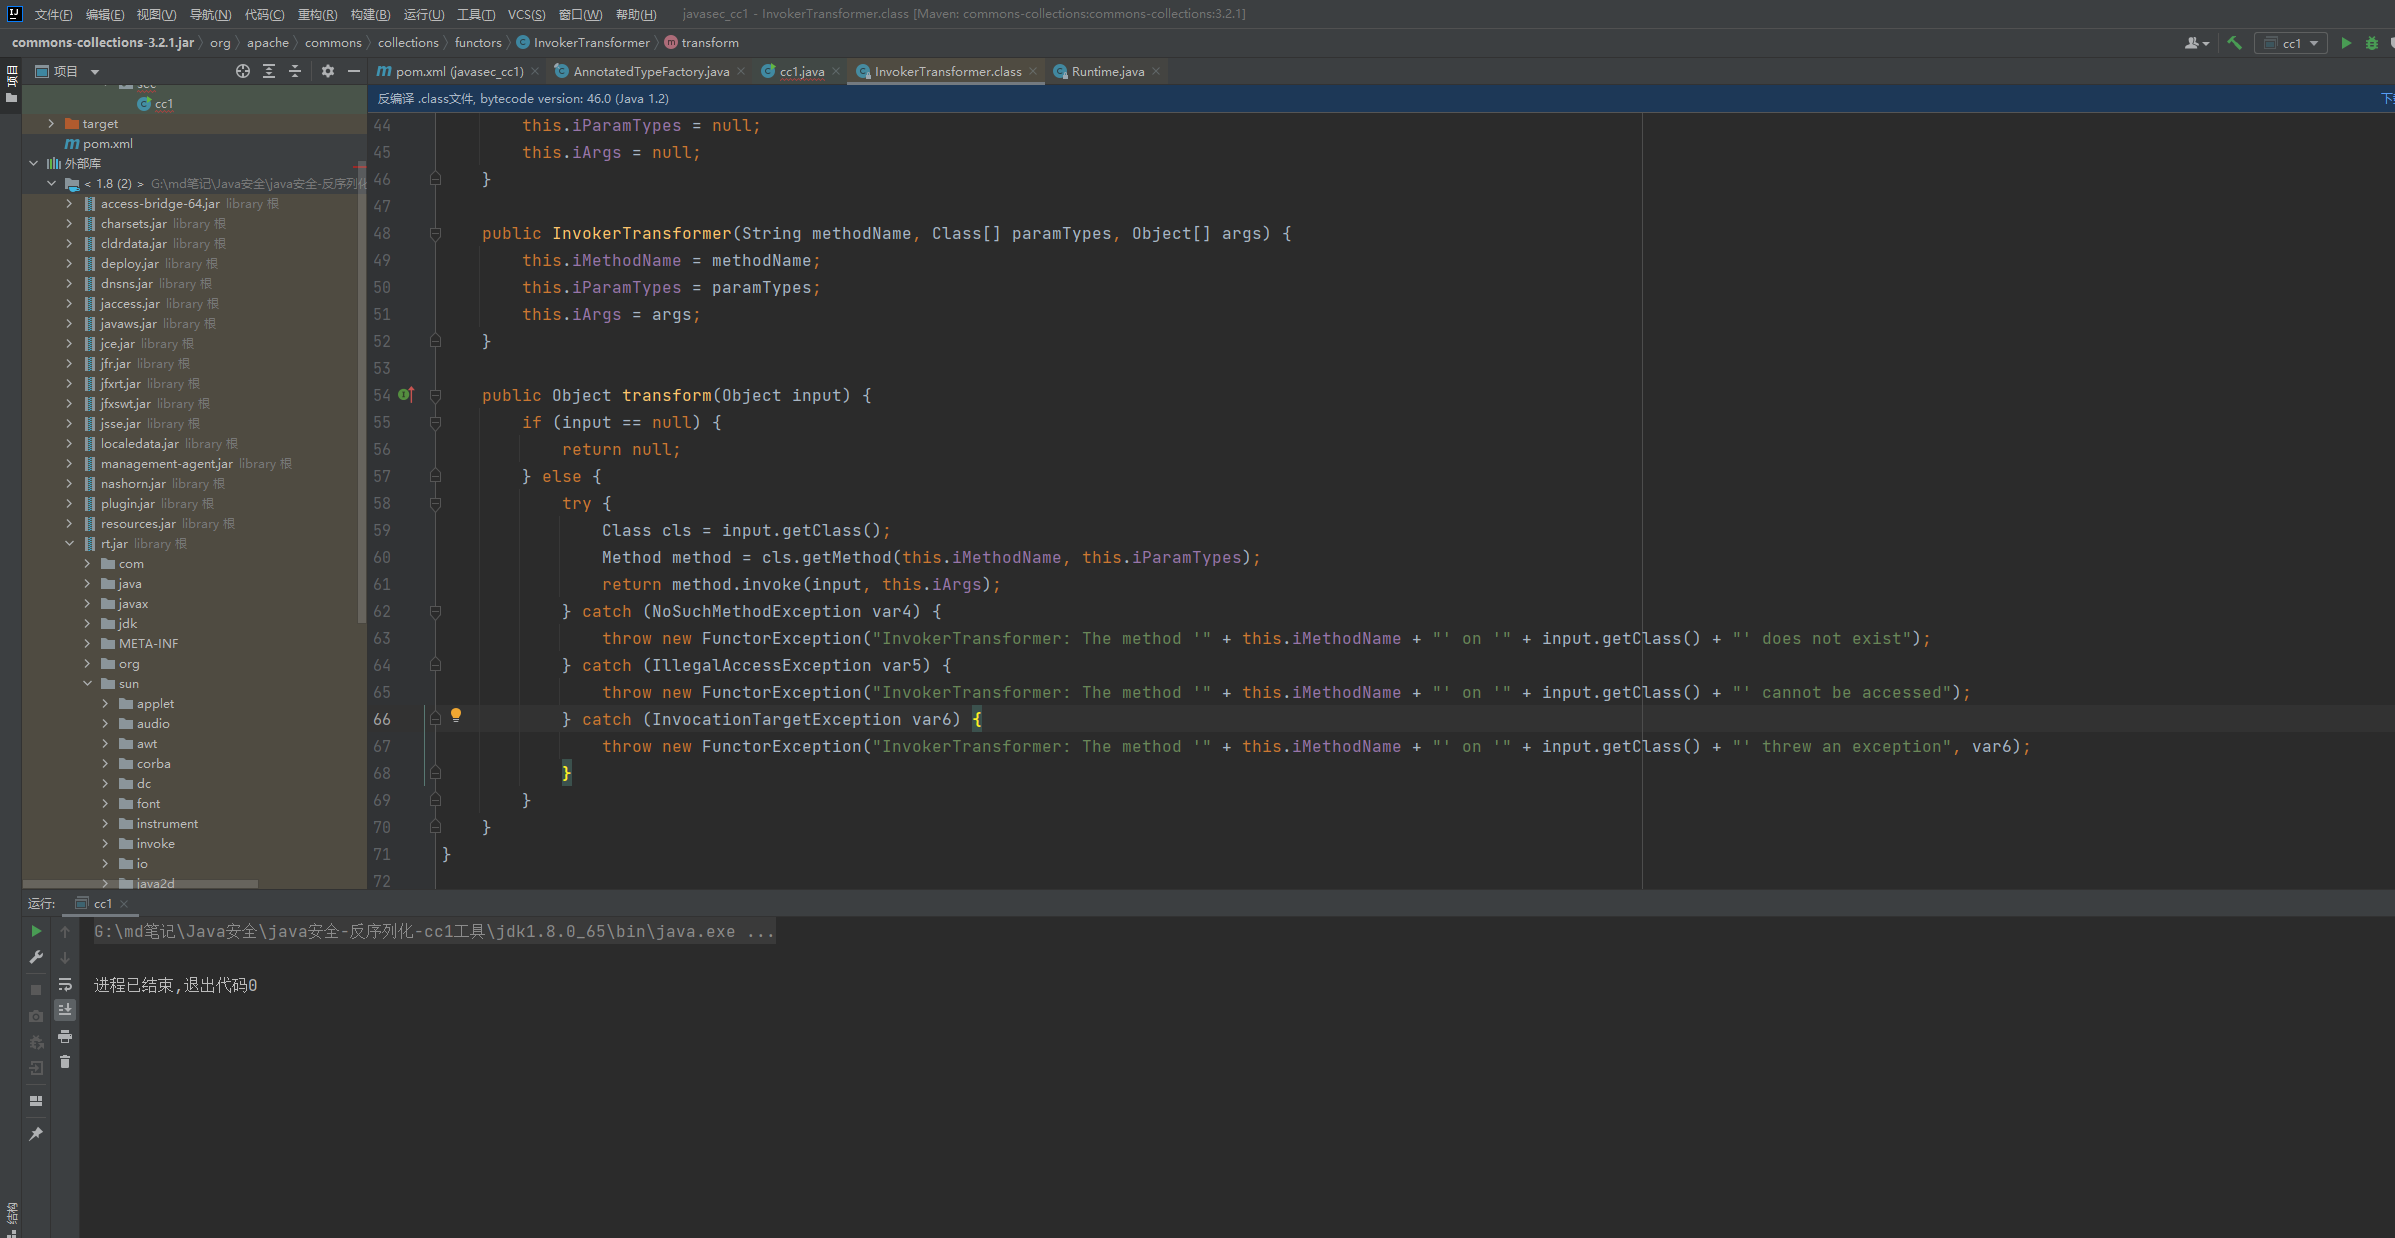 文件(F) 编辑(E) 视图(V) 导航(N) 代码(C) 重构(R) 构建(B) 运行(U) 工具(T) VCS(S) 窗口(W) 帮助(H) javasec_cc1 - InvokerTransformer.class [Maven: commons-collections:commons-collections:3.2.1]
commons-collections-3.2.1.jar org apache commons collections functors InvokerTransformer transform cc1
项目
项目
pom.xml (javasec_cc1) AnnotatedTypeFactory.java cc1.java InvokerTransformer.class Runtime.java
反编译 .class文件, bytecode version: 46.0 (Java 1.2)
sec
cc1
target
pom.xml
外部库
< 1.8 (2) > G:\md笔记\Java安全\java安全-反序列化
access-bridge-64.jar library 根
charsets.jar library 根
cldrdata.jar library 根
deploy.jar library 根
dnsns.jar library 根
jaccess.jar library 根
javaws.jar library 根
jce.jar library 根
jfr.jar library 根
jfxrt.jar library 根
jfxswt.jar library 根
jsse.jar library 根
localedata.jar library 根
management-agent.jar library 根
nashorn.jar library 根
plugin.jar library 根
resources.jar library 根
rt.jar library 根
com
java
javax
jdk
META-INF
org
sun
applet
audio
awt
corba
dc
font
instrument
invoke
io
java2d
44 this.iParamTypes = null;
45 this.iArgs = null;
46 }
47
48 public InvokerTransformer(String methodName, Class[] paramTypes, Object[] args) {
49 this.iMethodName = methodName;
50 this.iParamTypes = paramTypes;
51 this.iArgs = args;
52 }
53
54 public Object transform(Object input) {
55 if (input == null) {
56 return null;
57 } else {
58 try {
59 Class cls = input.getClass();
60 Method method = cls.getMethod(this.iMethodName, this.iParamTypes);
61 return method.invoke(input, this.iArgs);
62 } catch (NoSuchMethodException var4) {
63 throw new FunctorException("InvokerTransformer: The method '" + this.iMethodName + "' on '" + input.getClass() + "' does not exist");
64 } catch (IllegalAccessException var5) {
65 throw new FunctorException("InvokerTransformer: The method '" + this.iMethodName + "' on '" + input.getClass() + "' cannot be accessed");
66 } catch (InvocationTargetException var6) {
67 throw new FunctorException("InvokerTransformer: The method '" + this.iMethodName + "' on '" + input.getClass() + "' threw an exception", var6);
68 }
69 }
70 }
71 }
72
运行: cc1
G:\md笔记\Java安全\java安全-反序列化-cc1工具\jdk1.8.0_65\bin\java.exe ...
进程已结束,退出代码0
结构